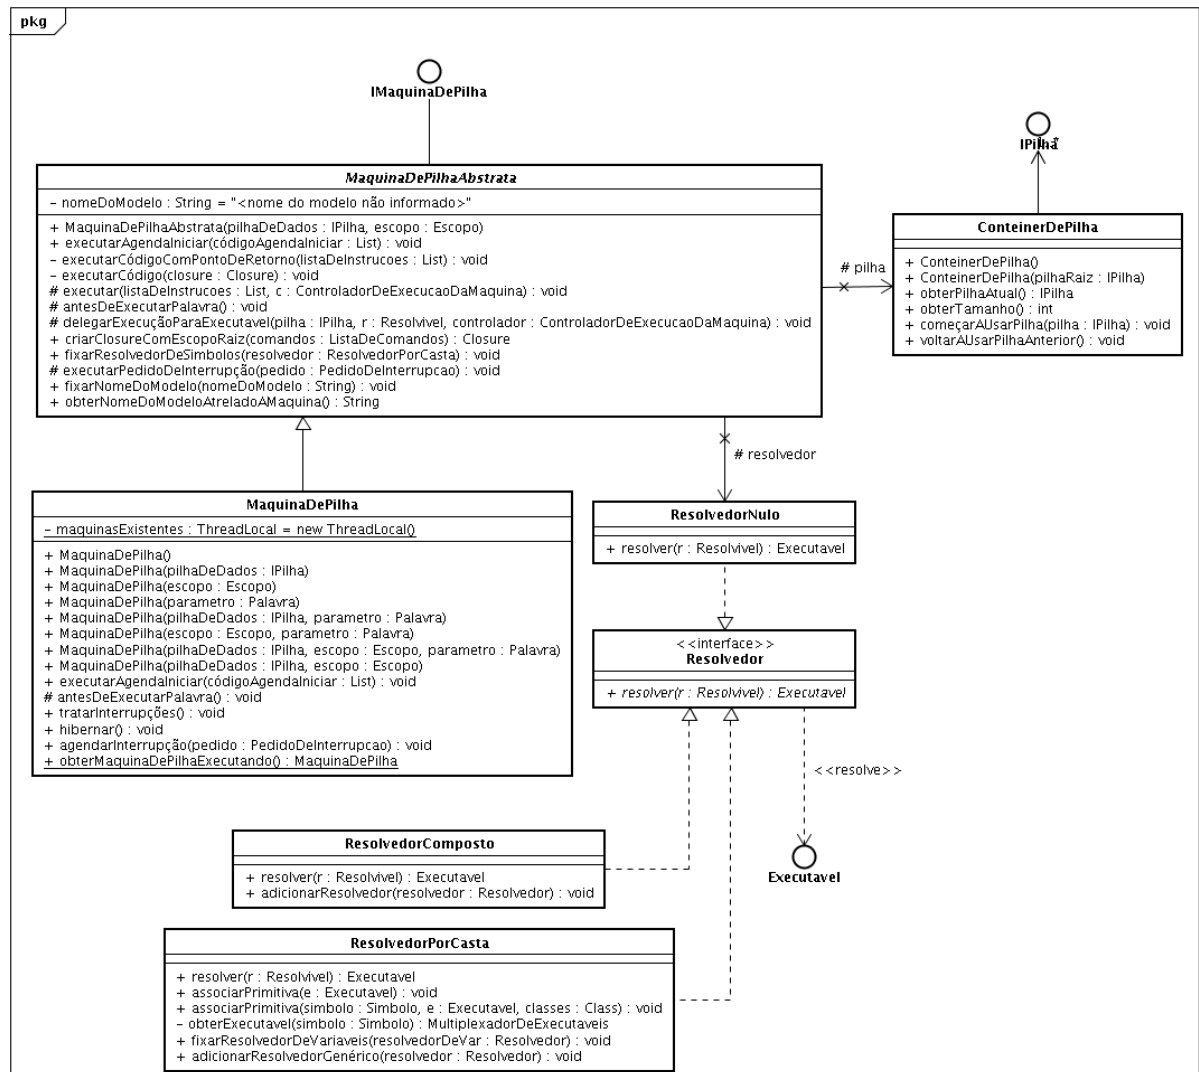 pkg
IMaquinaDePilha
IPilha
*
MaquinaDePilhaAbstrata
- nomeDoModelo : String = "<nome do modelo não informado>"
+ MaquinaDePilhaAbstrata(pilhaDeDados : IPilha, escopo : Escopo)
+ executarAgendaIniciar(códigoAgendaIniciar : List) : void
- executarCódigoComPontoDeRetorno(listaDeInstrucoes : List) : void
- executarCódigo(closure : Closure) : void
# executar(listaDeInstrucoes : List, c : ControladorDeExecucaoDaMaquina) : void
# antesDeExecutarPalavra() : void
# delegarExecuçãoParaExecutavel(pilha : IPilha, r : Resolvivel, controlador : ControladorDeExecucaoDaMaquina) : void
+ criarClosureComEscopoRaiz(comandos : ListaDeComandos) : Closure
+ fixarResolvedorDeSimbolos(resolvedor : ResolvedorPorCasta) : void
# executarPedidoDeInterrupção(pedido : PedidoDeInterrupcao) : void
+ fixarNomeDoModelo(nomeDoModelo : String) : void
+ obterNomeDoModeloAtreladoAMaquina() : String
# pilha
ConteinerDePilha
+ ConteinerDePilha()
+ ConteinerDePilha(pilhaRaiz : IPilha)
+ obterPilhaAtual() : IPilha
+ obterTamanho() : int
+ começarAUsarPilha(pilha : IPilha) : void
+ voltarAUsarPilhaAnterior() : void
# resolvedor
MaquinaDePilha
- maquinasExistentes : ThreadLocal = new ThreadLocal()
+ MaquinaDePilha()
+ MaquinaDePilha(pilhaDeDados : IPilha)
+ MaquinaDePilha(escopo : Escopo)
+ MaquinaDePilha(parametro : Palavra)
+ MaquinaDePilha(pilhaDeDados : IPilha, parametro : Palavra)
+ MaquinaDePilha(escopo : Escopo, parametro : Palavra)
+ MaquinaDePilha(pilhaDeDados : IPilha, escopo : Escopo, parametro : Palavra)
+ MaquinaDePilha(pilhaDeDados : IPilha, escopo : Escopo)
+ executarAgendaIniciar(códigoAgendaIniciar : List) : void
# antesDeExecutarPalavra() : void
+ tratarInterrupções() : void
+ hibernar() : void
+ agendarInterrupção(pedido : PedidoDeInterrupcao) : void
+ obterMaquinaDePilhaExecutando() : MaquinaDePilha
ResolvedorNulo
+ resolver(r : Resolvivel) : Executavel
<<interface>>
Resolvedor
+ resolver(r : Resolvivel) : Executavel
<<resolve>>
Executavel
ResolvedorComposto
+ resolver(r : Resolvivel) : Executavel
+ adicionarResolvedor(resolvedor : Resolvedor) : void
ResolvedorPorCasta
+ resolver(r : Resolvivel) : Executavel
+ associarPrimitiva(e : Executavel) : void
+ associarPrimitiva(simbolo : Simbolo, e : Executavel, classes : Class) : void
- obterExecutavel(simbolo : Simbolo) : MultiplexadorDeExecutaveis
+ fixarResolvedorDeVariaveis(resolvedorDeVar : Resolvedor) : void
+ adicionarResolvedorGenérico(resolvedor : Resolvedor) : void